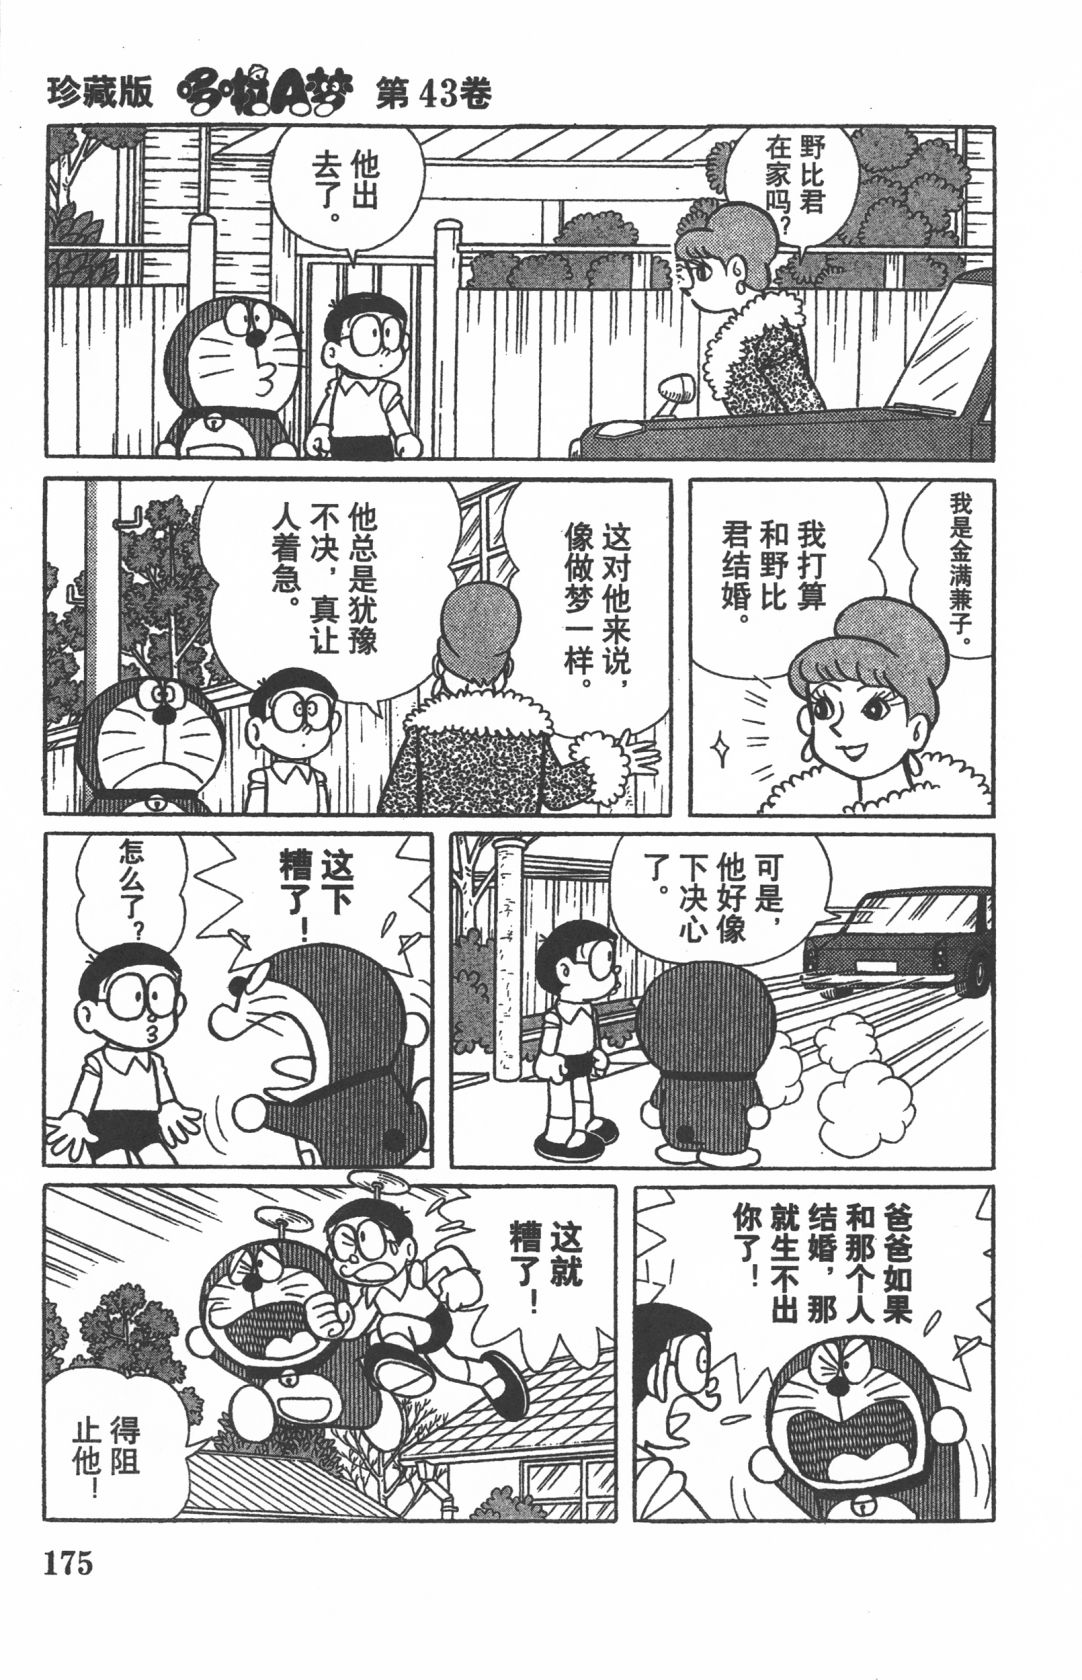 珍藏版 哆啦A梦 第43卷
野比君
在家吗?
他出
去了。
我是金满兼子。
我打算
和野比
君结婚。
这对他来说，
像做梦一样。
他总是犹豫
不决，真让
人着急。
可是，
他好像
下决心
了。
这下
糟了！
怎么了?
爸爸如果
和那个人
结婚，那
就生不出
你了！
这就
糟了！
得阻
止他！
175